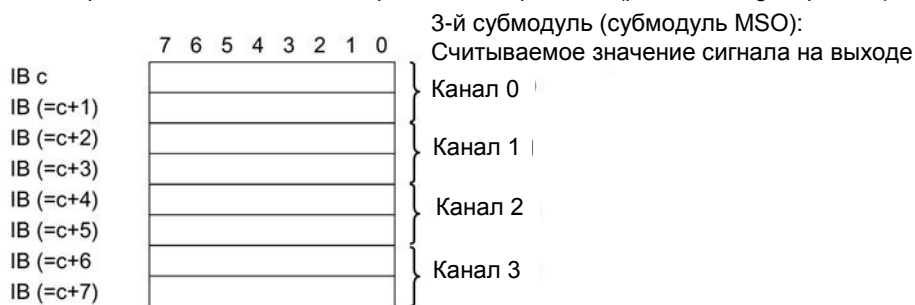 3-й субмодуль (субмодуль MSO):
Считываемое значение сигнала на выходе
7 6 5 4 3 2 1 0
IB c
Канал 0
IB (=c+1)
IB (=c+2)
Канал 1
IB (=c+3)
IB (=c+4)
Канал 2
IB (=c+5)
IB (=c+6
Канал 3
IB (=c+7)